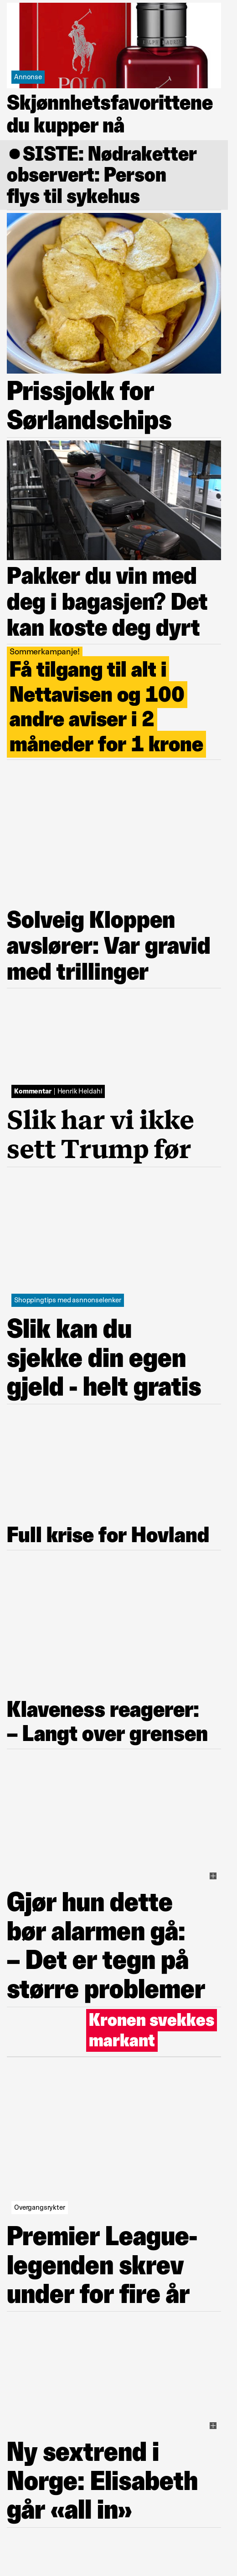 POLO
RALPH LAUREN
Annonse
Skjønnhetsfavorittene
du kupper nå
SISTE: Nødraketter
observert: Person
flys til sykehus
Prissjokk for
Sørlandschips
Pakker du vin med
deg i bagasjen? Det
kan koste deg dyrt
Sommerkampanje!
Få tilgang til alt i
Nettavisen og 100
andre aviser i 2
måneder for 1 krone
Solveig Kloppen
avslører: Var gravid
med trillinger
Kommentar | Henrik Heldahl
Slik har vi ikke
sett Trump før
Shoppingtips med asnnonselenker
Slik kan du
sjekke din egen
gjeld - helt gratis
Full krise for Hovland
Klaveness reagerer:
– Langt over grensen
Gjør hun dette
bør alarmen gå:
– Det er tegn på
større problemer
Kronen svekkes
markant
Overgangsrykter
Premier League-
legenden skrev
under for fire år
Ny sextrend i
Norge: Elisabeth
går «all in»